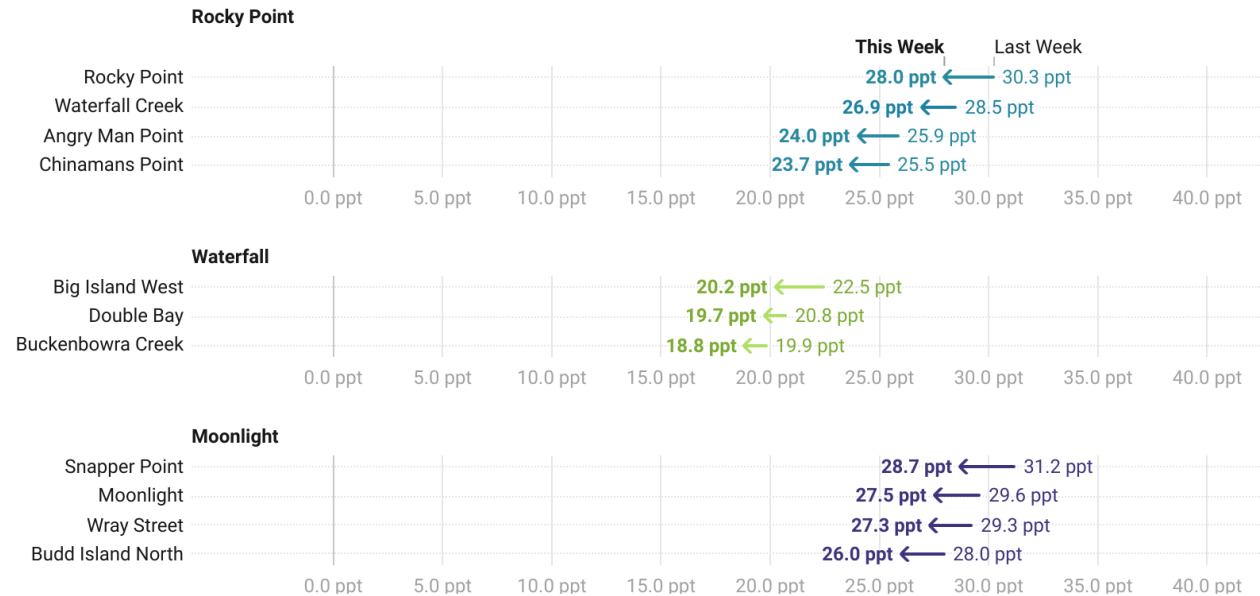 Rocky Point
This Week Last Week
Rocky Point 28.0 ppt 30.3 ppt
Waterfall Creek 26.9 ppt 28.5 ppt
Angry Man Point 24.0 ppt 25.9 ppt
Chinamans Point 23.7 ppt 25.5 ppt
0.0 ppt 5.0 ppt 10.0 ppt 15.0 ppt 20.0 ppt 25.0 ppt 30.0 ppt 35.0 ppt 40.0 ppt
Waterfall
Big Island West 20.2 ppt 22.5 ppt
Double Bay 19.7 ppt 20.8 ppt
Buckenbowra Creek 18.8 ppt 19.9 ppt
0.0 ppt 5.0 ppt 10.0 ppt 15.0 ppt 20.0 ppt 25.0 ppt 30.0 ppt 35.0 ppt 40.0 ppt
Moonlight
Snapper Point 28.7 ppt 31.2 ppt
Moonlight 27.5 ppt 29.6 ppt
Wray Street 27.3 ppt 29.3 ppt
Budd Island North 26.0 ppt 28.0 ppt
0.0 ppt 5.0 ppt 10.0 ppt 15.0 ppt 20.0 ppt 25.0 ppt 30.0 ppt 35.0 ppt 40.0 ppt